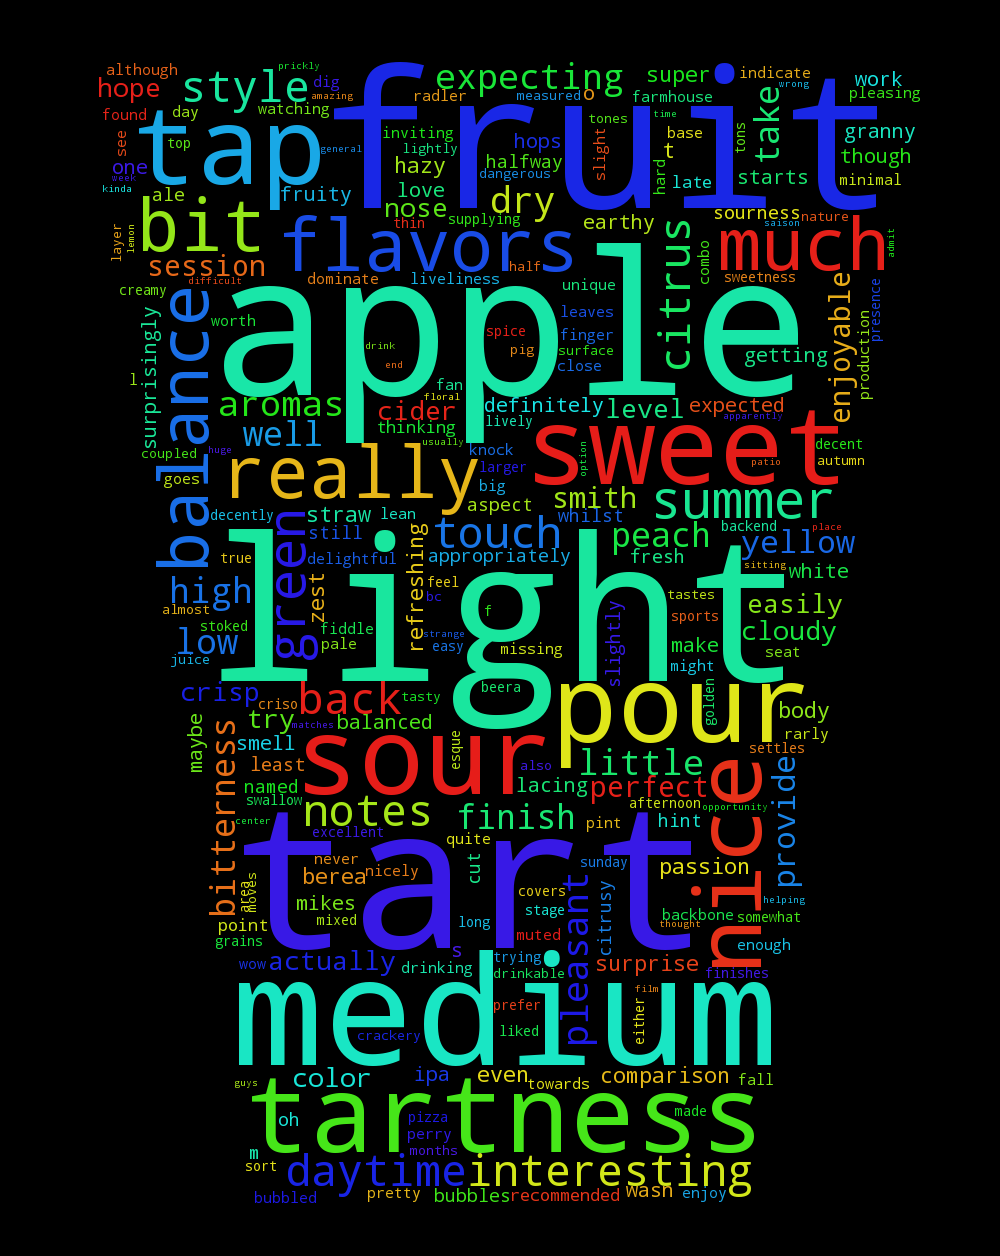 prickly
although
hope
style
dig
amazing
expecting
super
indicate
wrong
work
pleasing
fruit
radler
measured
o
farmhouse
found
day
watching
tap
see
top
general
inviting
lightly
tones
time
hops
slight
base
t
tons
take
granny
one
week
kinda
ale
fruity
hazy
halfway
dangerous
hard
late
starts
though
minimal
love
nose
dry
bit
supplying
thin
earthy
sourness
saison
nature
layer
lemon
flavors
citrus
much
admit
session
difficult
dominate
liveliness
half
combo
sweetness
creamy
unique
enjoyable
presence
production
balance
surprisingly
worth
apple
leaves
spice
finger
drink
pig
surface
end
close
getting
l.
fan
floral
aromas
cider
definitely
level
expected
apparently
thinking
lively
well
usually
sweet
decent
coupled
huge
really
knock
larger
option
patio
autumn
goes
big
smith
summer
aspect
decently
green
straw
lean
whilst
still
touch
peach
backend
place
yellow
true
delightful
refreshing
appropriately
fresh
sitting
white
high
zest
feel
light
tastes
almost
bc
f
slightly
sports
easily
stoked
fiddle
low
pale
strange
easy
missing
make
cloudy
juice
might
seat
crisp
beera
criso
back
tasty
pour
golden
body
try
matches
balanced
rarly
maybe
smell
sour
esque
settles
bitterness
least
also
little
nice
provide
named
lacing
perfect
swallow
notes
afternoon
opportunity
center
finish
pint
hint
excellent
quite
tart
never
cut
sunday
passion
berea
nicely
area
moves
covers
pleasant
citrusy
helping
mikes
mixed
stage
backbone
somewhat
point
long
thought
grains
muted
enough
s
wow
actually
trying
drinking
drinkable
surprise
finishes
medium
film
prefer
either
liked
crackery
guys
color
ipa
even
towards
comparison
fall
tartness
made
oh
pizza
perry
m
months
sort
daytime
interesting
bubbled
pretty
bubbles
recommended
wasn
enjoy